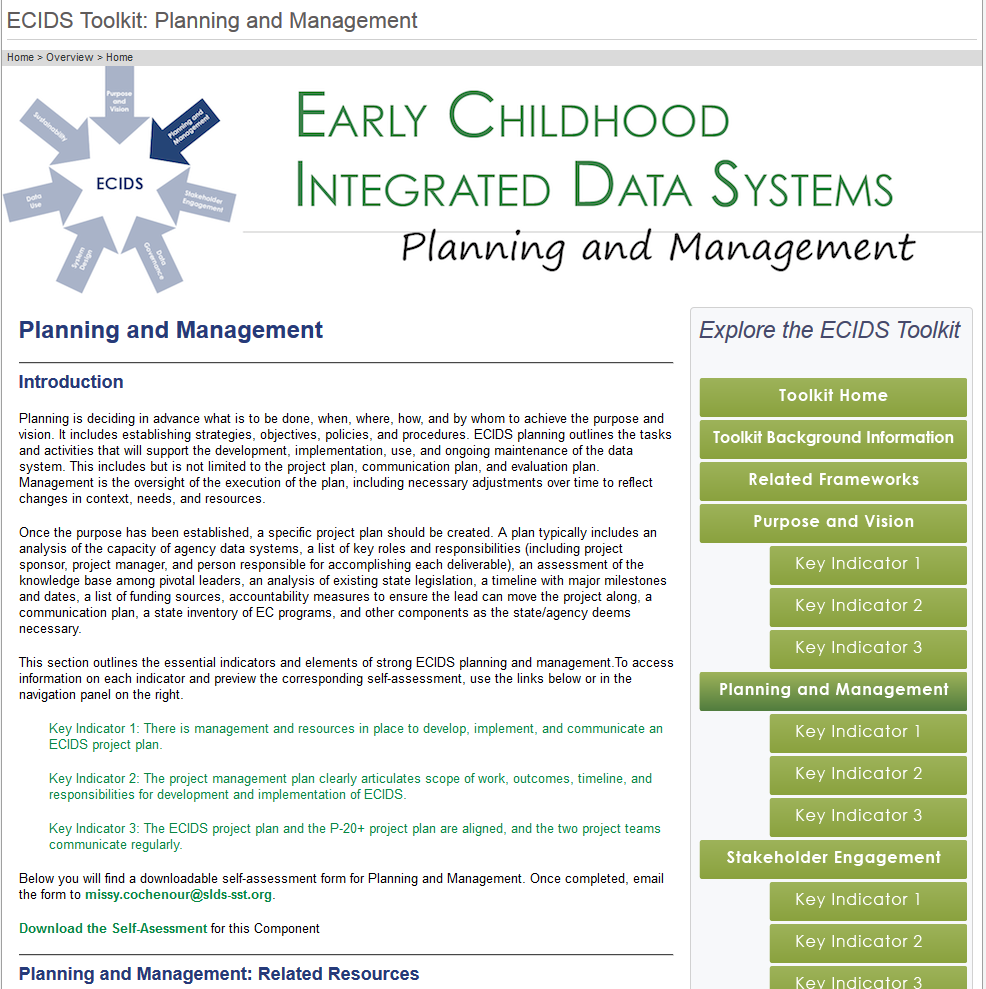 ECIDS Toolkit: Planning and Management
Home > Overview > Home
Purpose
and
Vision
Planning and
Management
Stakeholder
Engagement
Data
Governance
System
Design
Data
Use
Sustainability
ECIDS
EARLY CHILDHOOD
INTEGRATED DATA SYSTEMS
Planning and Management
Planning and Management
Introduction
Planning is deciding in advance what is to be done, when, where, how, and by whom to achieve the purpose and
vision. It includes establishing strategies, objectives, policies, and procedures. ECIDS planning outlines the tasks
and activities that will support the development, implementation, use, and ongoing maintenance of the data
system. This includes but is not limited to the project plan, communication plan, and evaluation plan.
Management is the oversight of the execution of the plan, including necessary adjustments over time to reflect
changes in context, needs, and resources.
Once the purpose has been established, a specific project plan should be created. A plan typically includes an
analysis of the capacity of agency data systems, a list of key roles and responsibilities (including project
sponsor, project manager, and person responsible for accomplishing each deliverable), an assessment of the
knowledge base among pivotal leaders, an analysis of existing state legislation, a timeline with major milestones
and dates, a list of funding sources, accountability measures to ensure the lead can move the project along, a
communication plan, a state inventory of EC programs, and other components as the state/agency deems
necessary.
This section outlines the essential indicators and elements of strong ECIDS planning and management.To access
information on each indicator and preview the corresponding self-assessment, use the links below or in the
navigation panel on the right.
Key Indicator 1: There is management and resources in place to develop, implement, and communicate an
ECIDS project plan.
Key Indicator 2: The project management plan clearly articulates scope of work, outcomes, timeline, and
responsibilities for development and implementation of ECIDS.
Key Indicator 3: The ECIDS project plan and the P-20+ project plan are aligned, and the two project teams
communicate regularly.
Below you will find a downloadable self-assessment form for Planning and Management. Once completed, email
the form to missy.cochenour@slds-sst.org.
Download the Self-Asessment for this Component
Planning and Management: Related Resources
Explore the ECIDS Toolkit
Toolkit Home
Toolkit Background Information
Related Frameworks
Purpose and Vision
Key Indicator 1
Key Indicator 2
Key Indicator 3
Planning and Management
Key Indicator 1
Key Indicator 2
Key Indicator 3
Stakeholder Engagement
Key Indicator 1
Key Indicator 2
Key Indicator 3